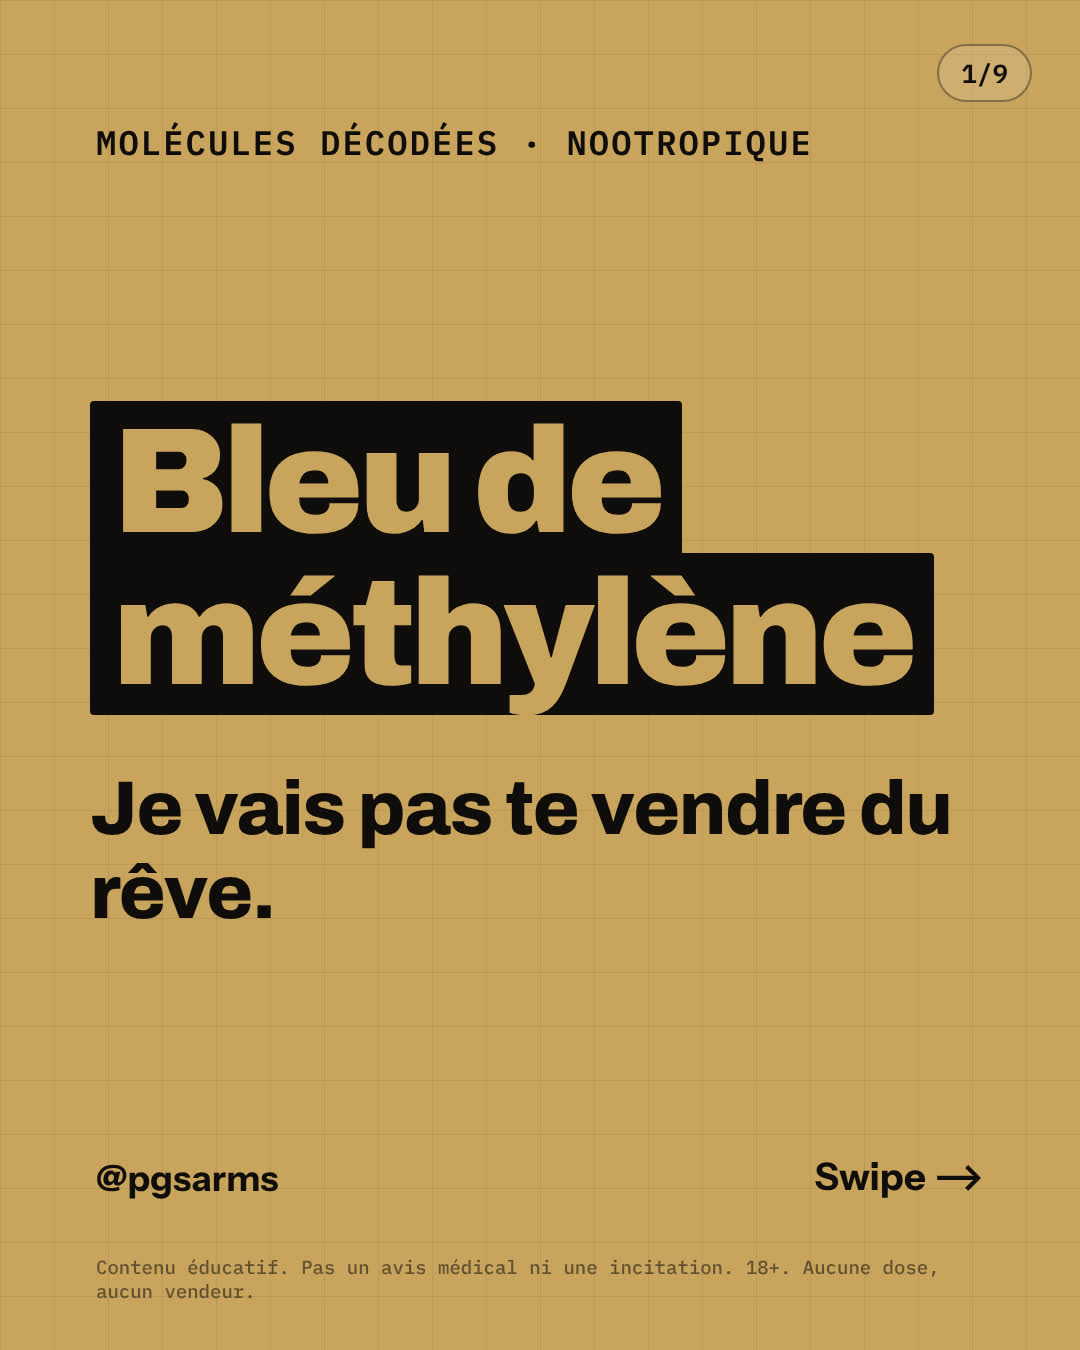 1/9
MOLÉCULES DÉCODÉES · NOOTROPIQUE
Bleu de
méthylène
Je vais pas te vendre du
rêve.
@pgsarms
Swipe →
Contenu éducatif. Pas un avis médical ni une incitation. 18+. Aucune dose,
aucun vendeur.